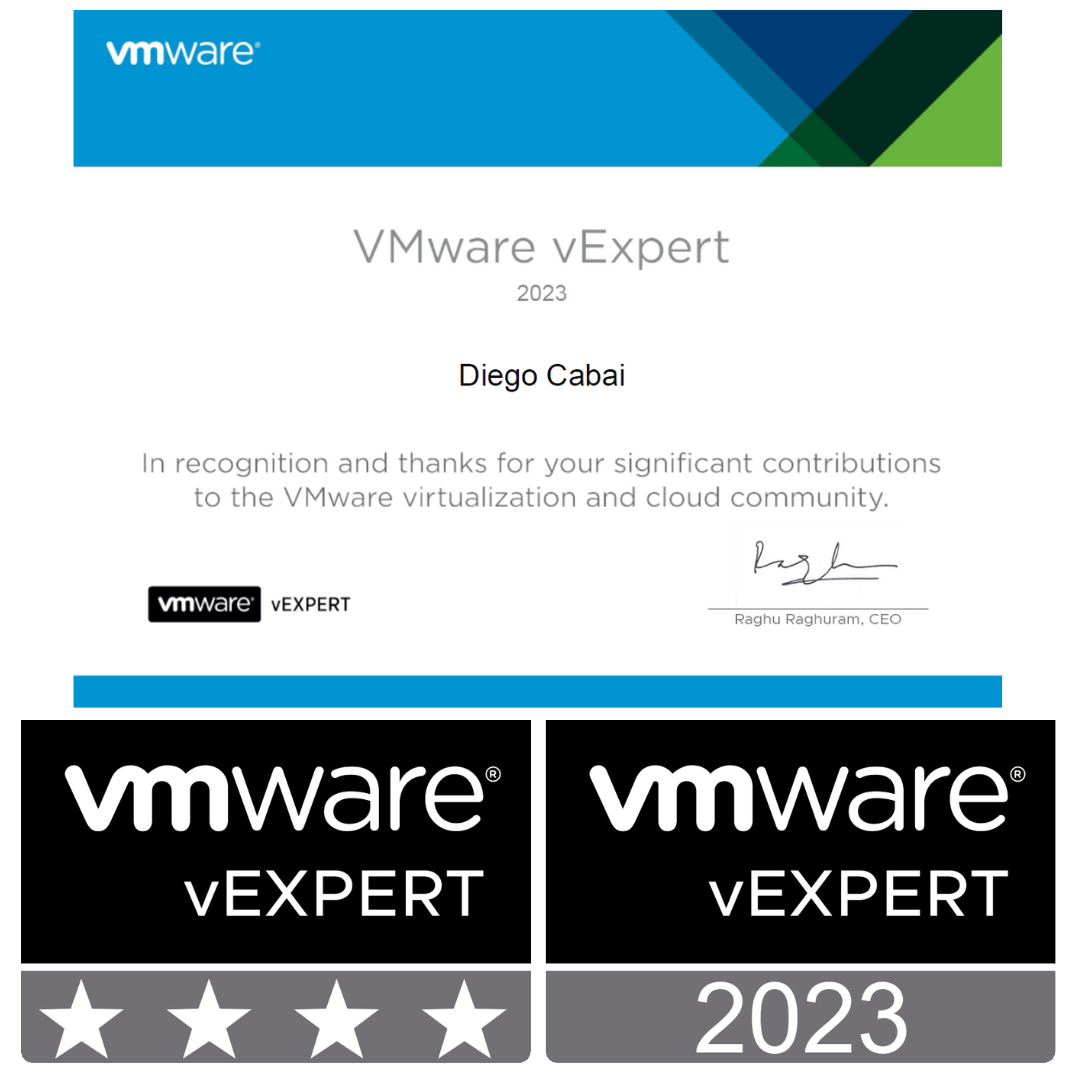 vmware®
VMware vExpert
2023
Diego Cabai
In recognition and thanks for your significant contributions
to the VMware virtualization and cloud community.
Ragh
vmware® vEXPERT
Raghu Raghuram, CEO
vmware®
vEXPERT
vmware®
vEXPERT
2023